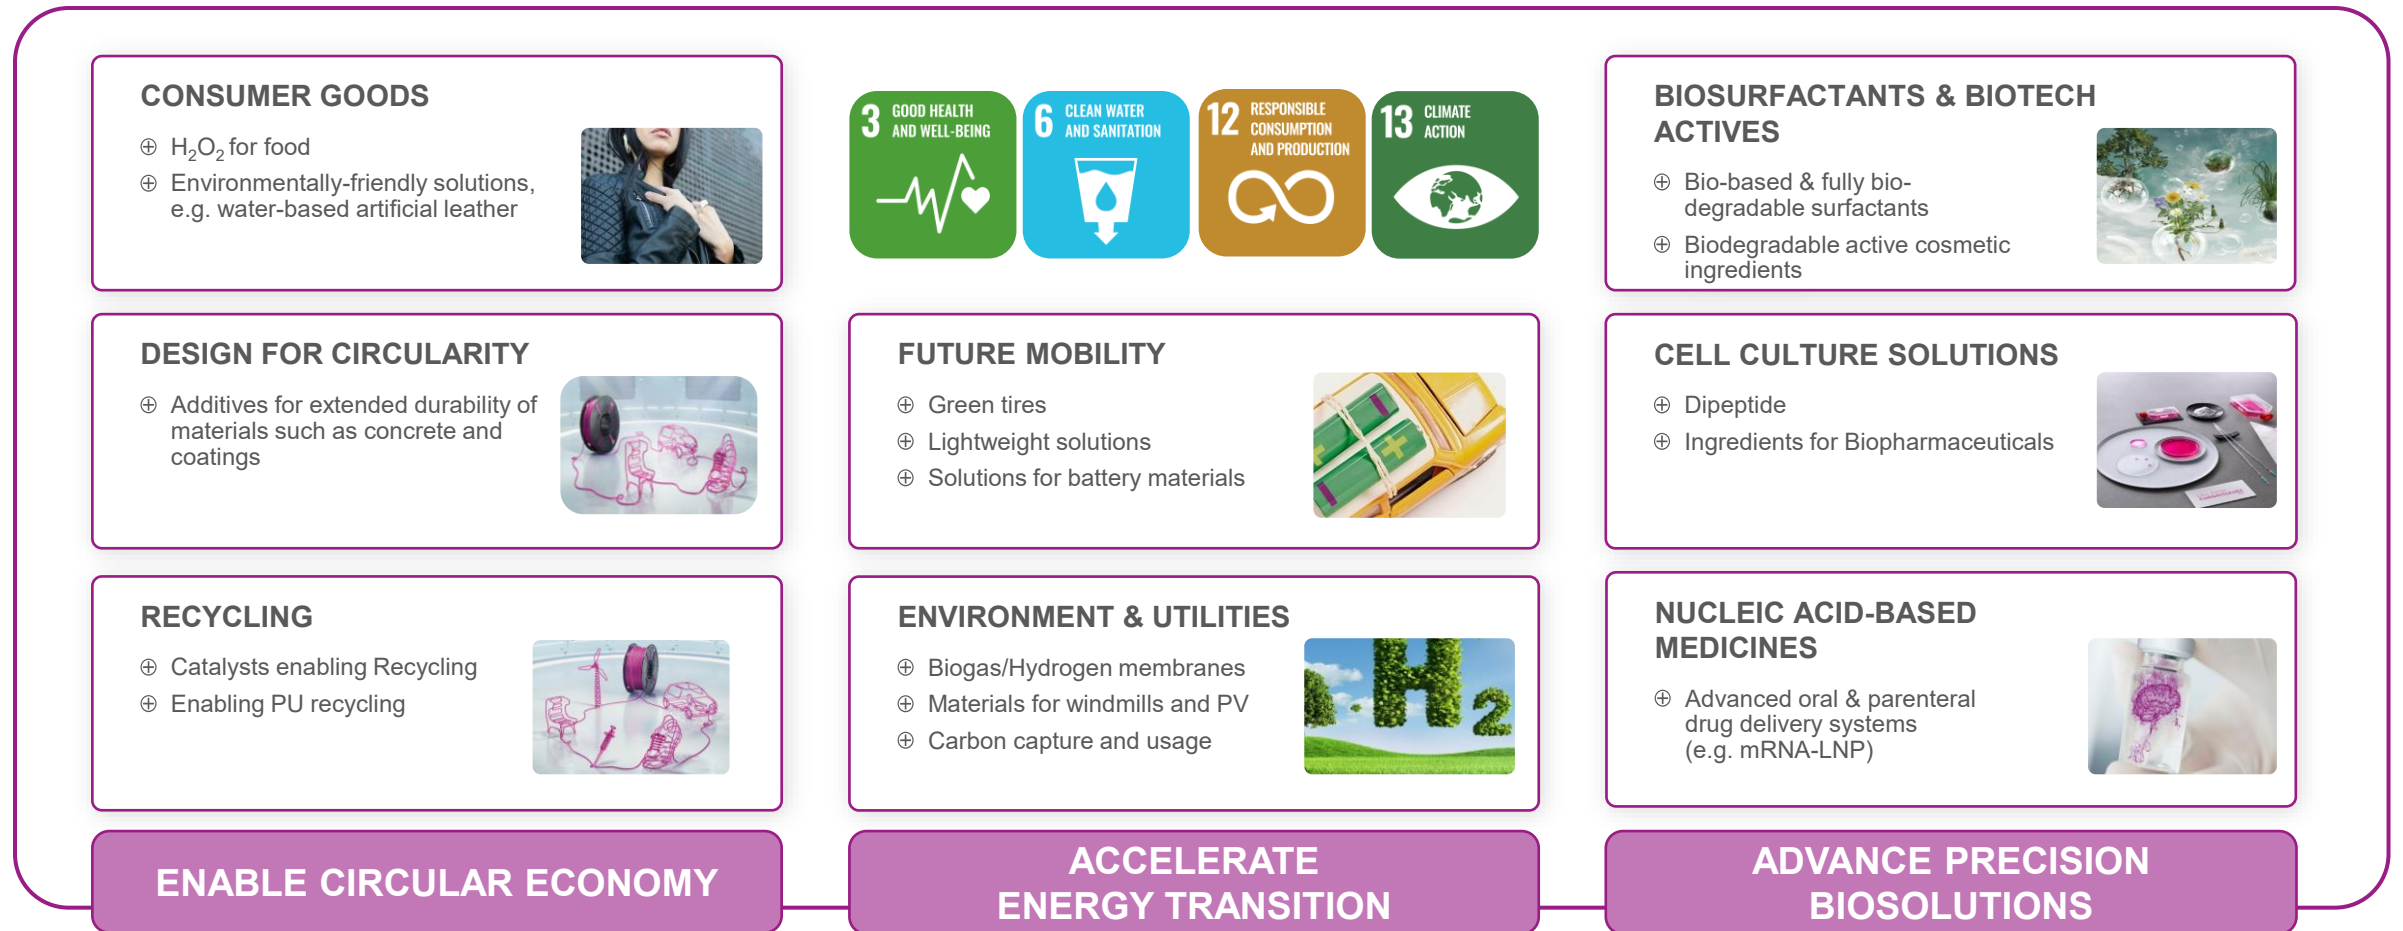 CONSUMER GOODS
H₂O₂ for food
Environmentally-friendly solutions,
e.g. water-based artificial leather
DESIGN FOR CIRCULARITY
Additives for extended durability of
materials such as concrete and
coatings
RECYCLING
Catalysts enabling Recycling
Enabling PU recycling
ENABLE CIRCULAR ECONOMY
3 GOOD HEALTH
AND WELL-BEING
6 CLEAN WATER
AND SANITATION
12 RESPONSIBLE
CONSUMPTION
AND PRODUCTION
13 CLIMATE
ACTION
FUTURE MOBILITY
Green tires
Lightweight solutions
Solutions for battery materials
ENVIRONMENT & UTILITIES
Biogas/Hydrogen membranes
Materials for windmills and PV
Carbon capture and usage
H2
ACCELERATE
ENERGY TRANSITION
BIOSURFACTANTS & BIOTECH
ACTIVES
Bio-based & fully bio-
degradable surfactants
Biodegradable active cosmetic
ingredients
CELL CULTURE SOLUTIONS
Dipeptide
Ingredients for Biopharmaceuticals
NUCLEIC ACID-BASED
MEDICINES
Advanced oral & parenteral
drug delivery systems
(e.g. mRNA-LNP)
ADVANCE PRECISION
BIOSOLUTIONS